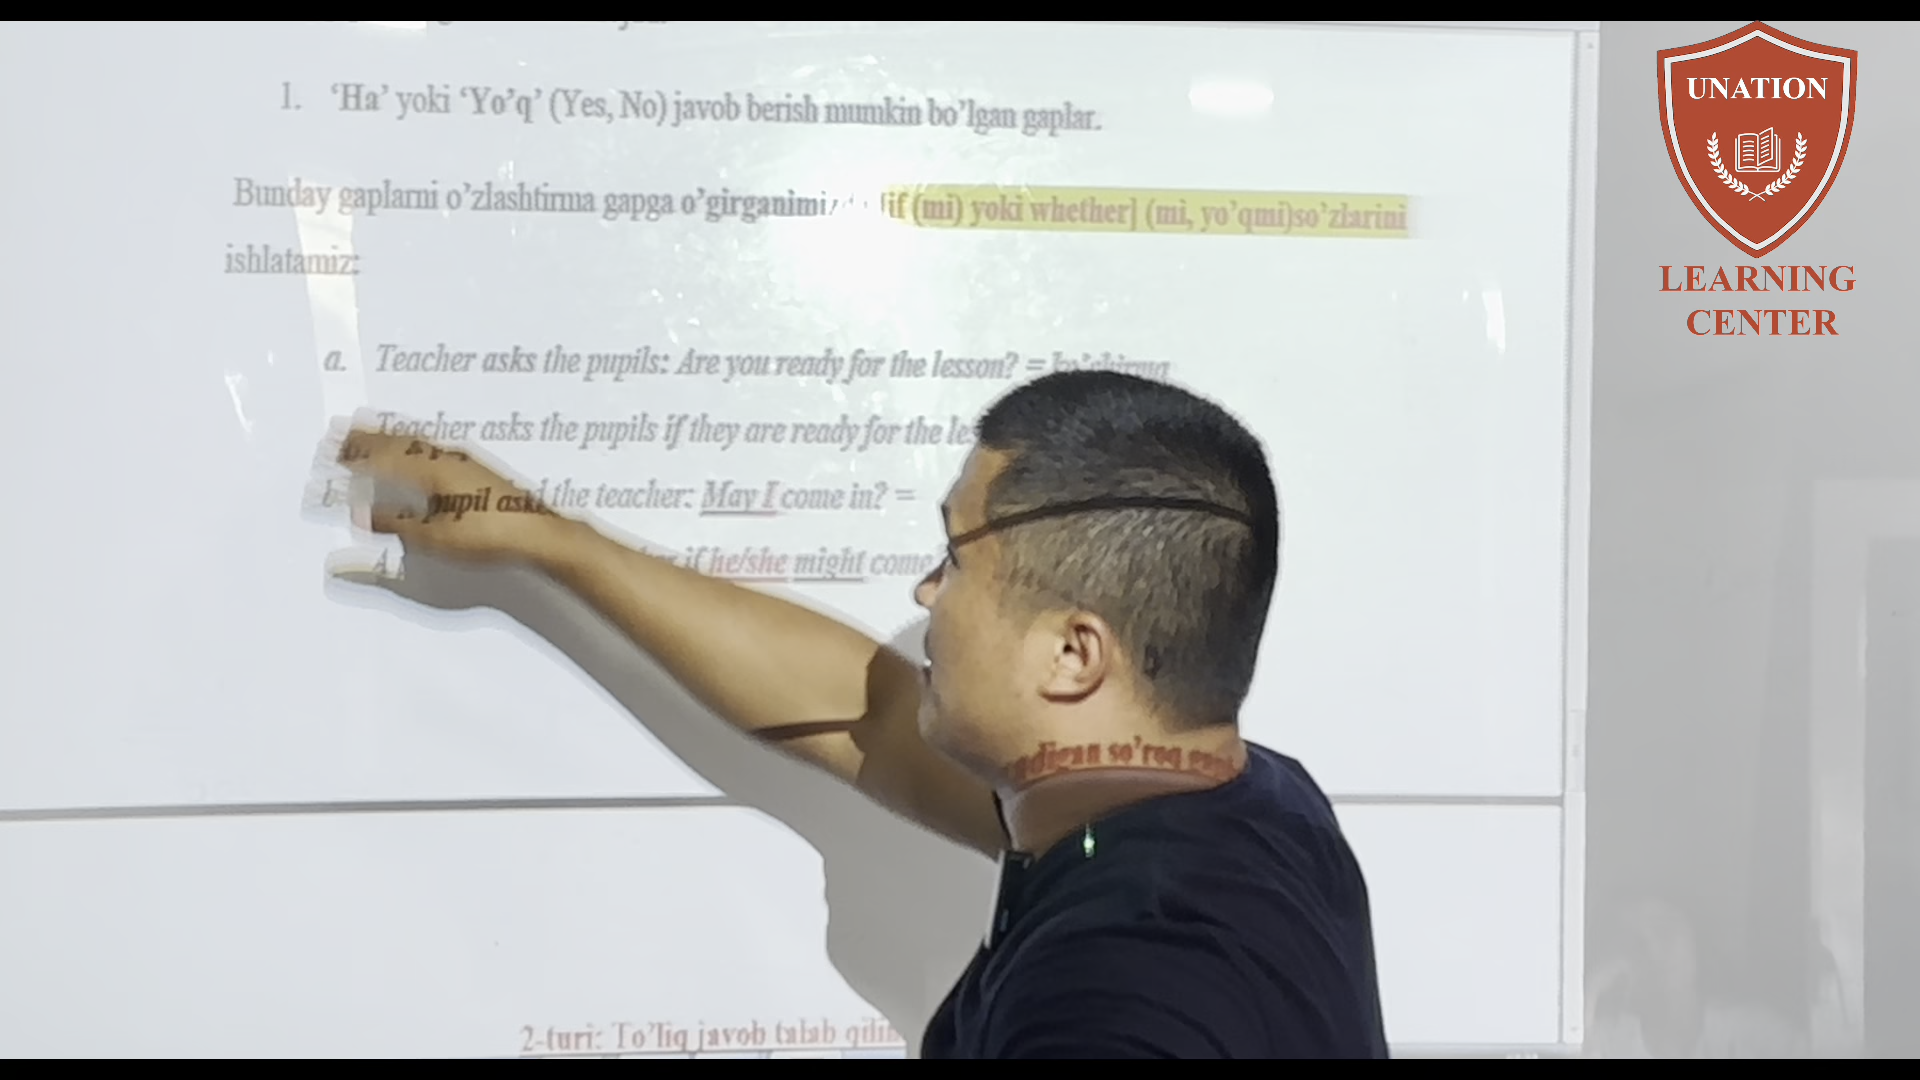 1. ‘Ha’ yoki ‘Yo’q’ (Yes, No) javob berish mumkin bo’lgan gaplar.
Bunday gaplarni o’zlashtirma gapga o’girganimiz [if (mi) yoki whether] (mi, yo’qmi)so’zlarini
ishlatamiz:
a. Teacher asks the pupils: Are you ready for the lesson? =
Teacher asks the pupils if they are ready for the
b pupil asked the teacher: May I come in? =
A if he/she might come
2-turi: To’liq javob talab so’roq
UNATION
LEARNING
CENTER